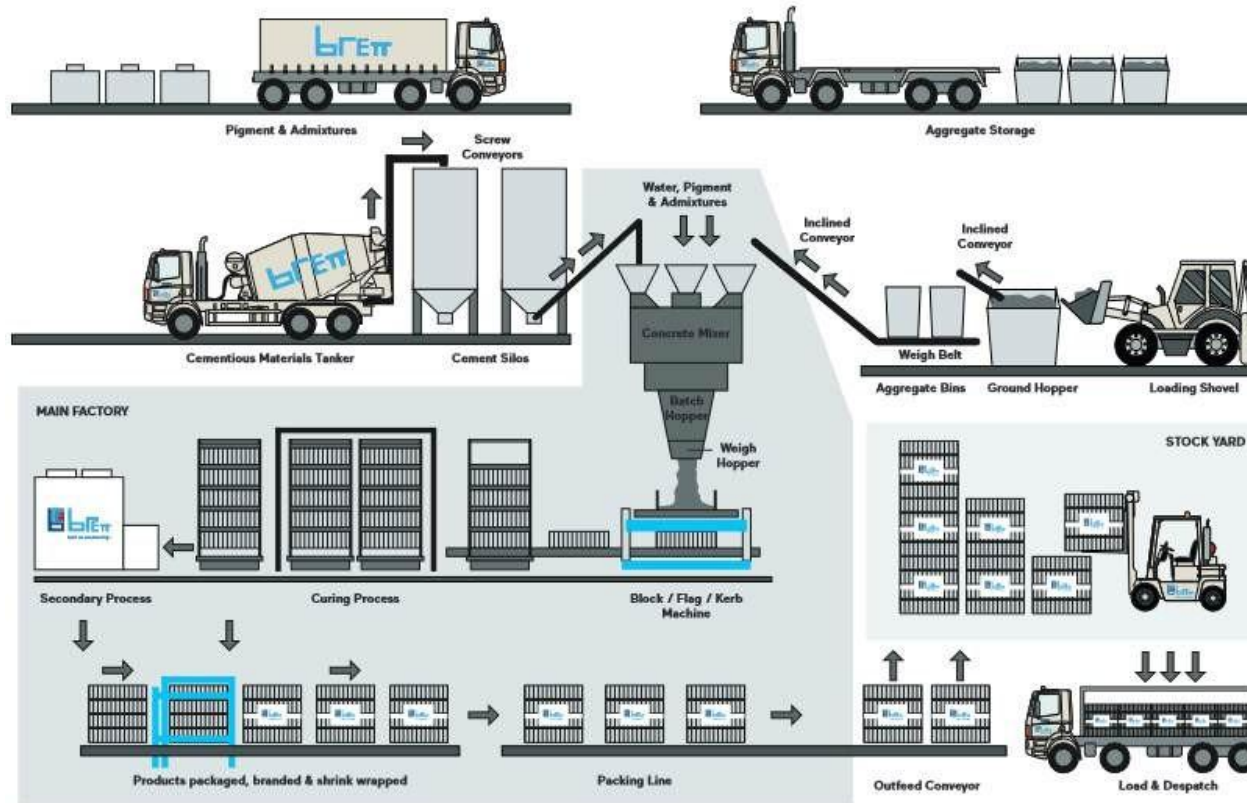 brett
Pigment & Admixtures
Aggregate Storage
Screw
Conveyors
Water, Pigment
& Admixtures
Inclined
Conveyor
Inclined
Conveyor
brett
Cementious Materials Tanker
Cement Silos
Concrete Mixer
Weigh Belt
Aggregate Bins
Ground Hopper
Loading Shovel
MAIN FACTORY
Batch
Hopper
Weigh
Hopper
STOCK YARD
brett
Secondary Process
Curing Process
Block / Flag / Kerb
Machine
Products packaged, branded & shrink wrapped
Packing Line
Outfeed Conveyor
Load & Despatch